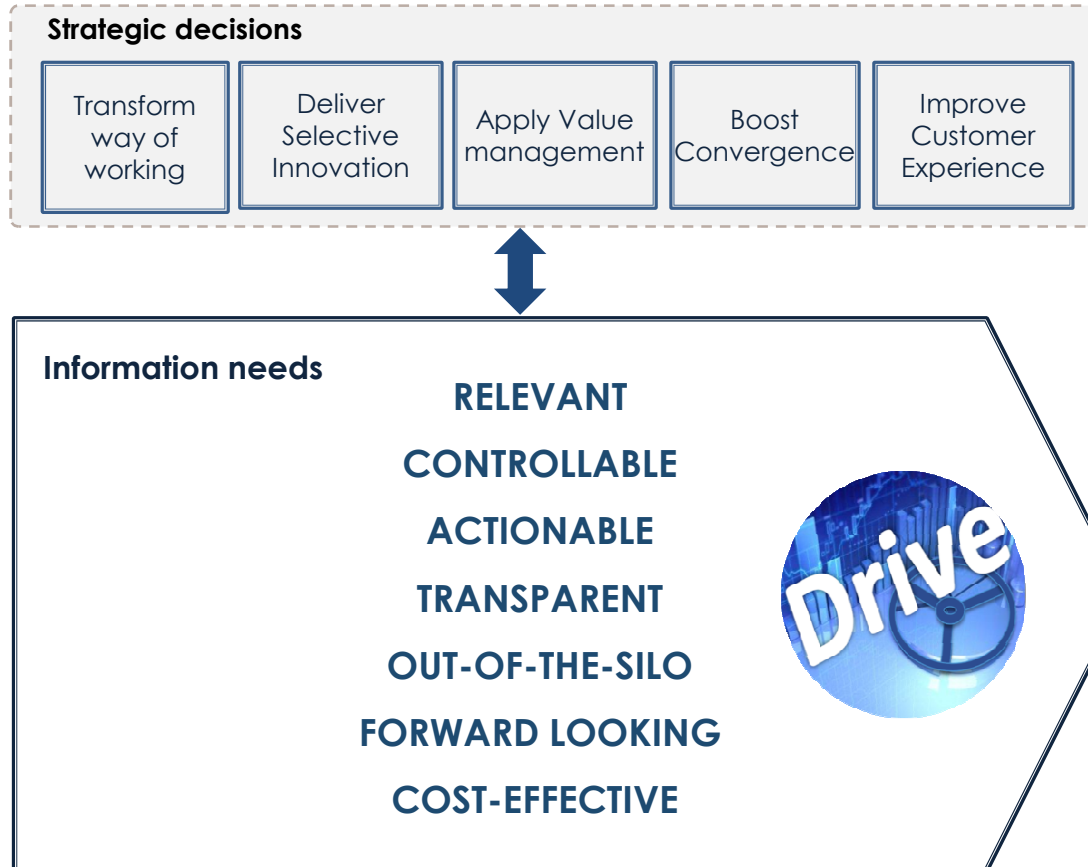 Strategic decisions
Transform
way of
working
Deliver
Selective
Innovation
Apply Value
management
Boost
Convergence
Improve
Customer
Experience
Information needs
RELEVANT
CONTROLLABLE
ACTIONABLE
TRANSPARENT
OUT-OF-THE-SILO
FORWARD LOOKING
COST-EFFECTIVE
Drive